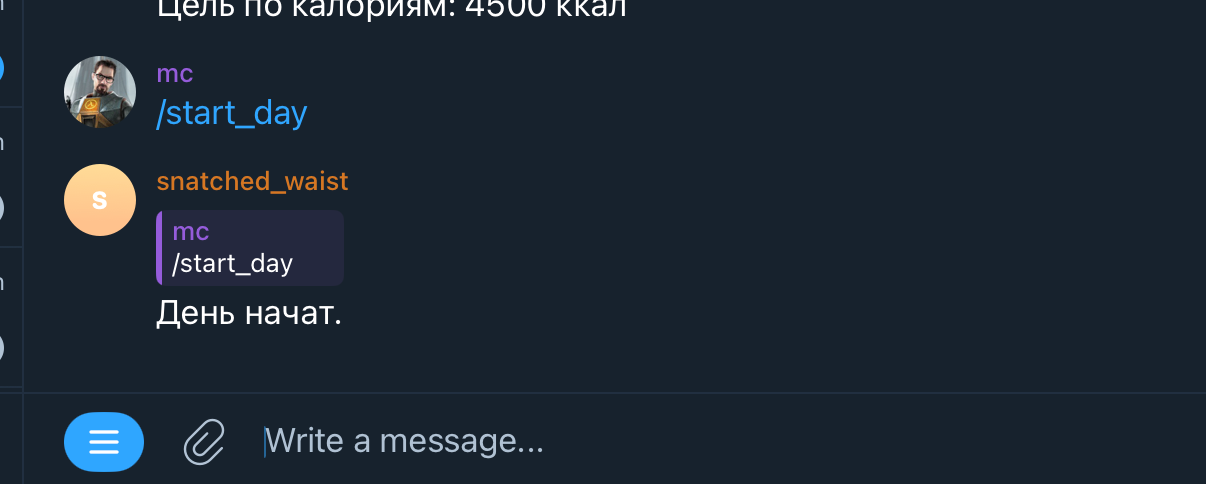 Цель по калориям: 4500 ккал
mc
/start_day
snatched_waist
S
mc
/start_day
День начат.
Write a message...